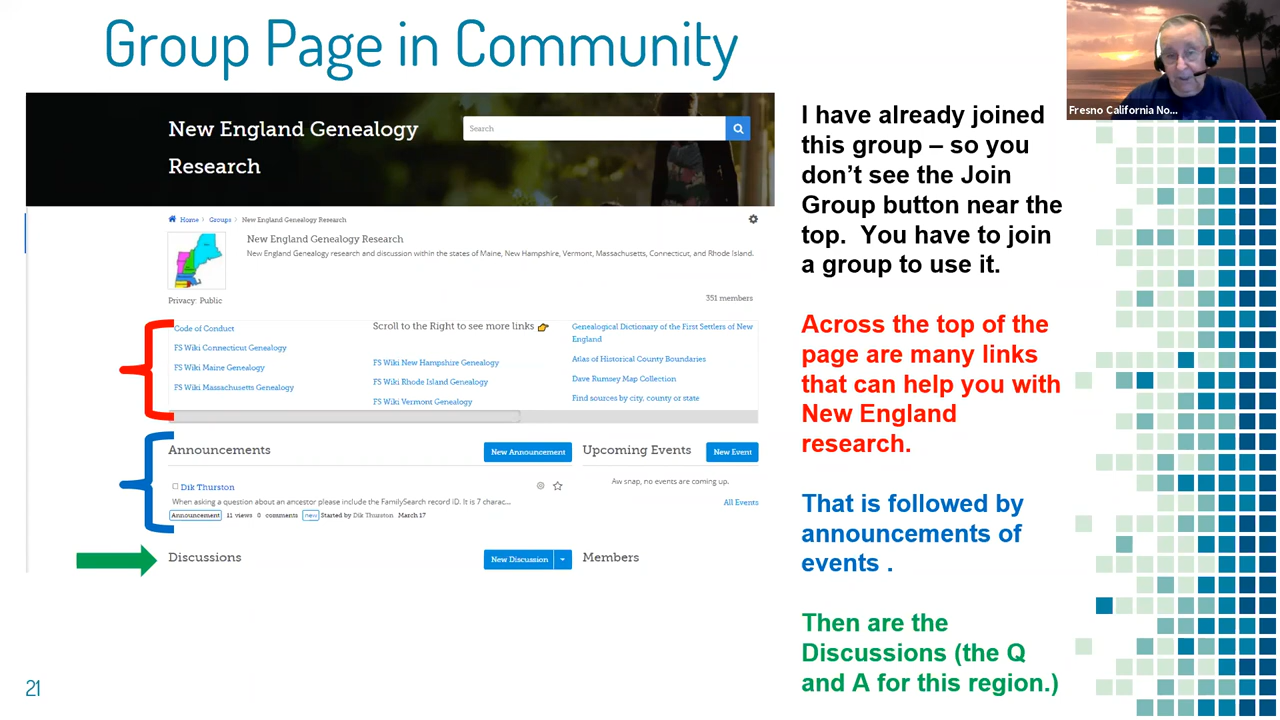 Group Page in Community
Fresno California No...
New England Genealogy
Research
Search
Home
Groups
New England Genealogy Research
New England Genealogy Research
New England Genealogy research and discussion within the states of Maine, New Hampshire, Vermont, Massachusetts, Connecticut, and Rhode Island.
Privacy: Public
351 members
Code of Conduct
FS Wiki Connecticut Genealogy
FS Wiki Maine Genealogy
FS Wiki Massachusetts Genealogy
Scroll to the Right to see more links
FS Wiki New Hampshire Genealogy
FS Wiki Rhode Island Genealogy
FS Wiki Vermont Genealogy
Genealogical Dictionary of the First Settlers of New
England
Atlas of Historical County Boundaries
Dave Rumsey Map Collection
Find sources by city, county or state
Announcements
New Announcement
Upcoming Events
New Event
Dik Thurston
When asking a question about an ancestor please include the FamilySearch record ID. It is 7 charac...
Announcement 11 views 0 comments new Started by Dik Thurston March 17
Aw snap, no events are coming up.
All Events
Discussions
New Discussion
Members
I have already joined
this group – so you
don't see the Join
Group button near the
top. You have to join
a group to use it.
Across the top of the
page are many links
that can help you with
New England
research.
That is followed by
announcements of
events .
Then are the
Discussions (the Q
and A for this region.)
21